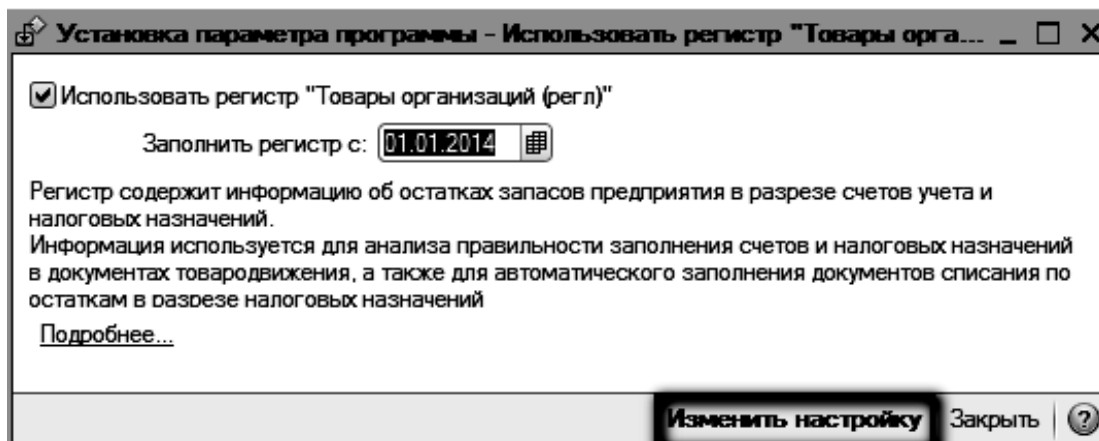 Установка параметра программы - Использовать регистр "Товары орга...
Использовать регистр "Товары организаций (регл)"
Заполнить регистр с: 01.01.2014
Регистр содержит информацию об остатках запасов предприятия в разрезе счетов учета и
налоговых назначений.
Информация используется для анализа правильности заполнения счетов и налоговых назначений
в документах товародвижения, а также для автоматического заполнения документов списания по
остаткам в разрезе налоговых назначений
Подробнее...
Изменить настройку Закрыть ?